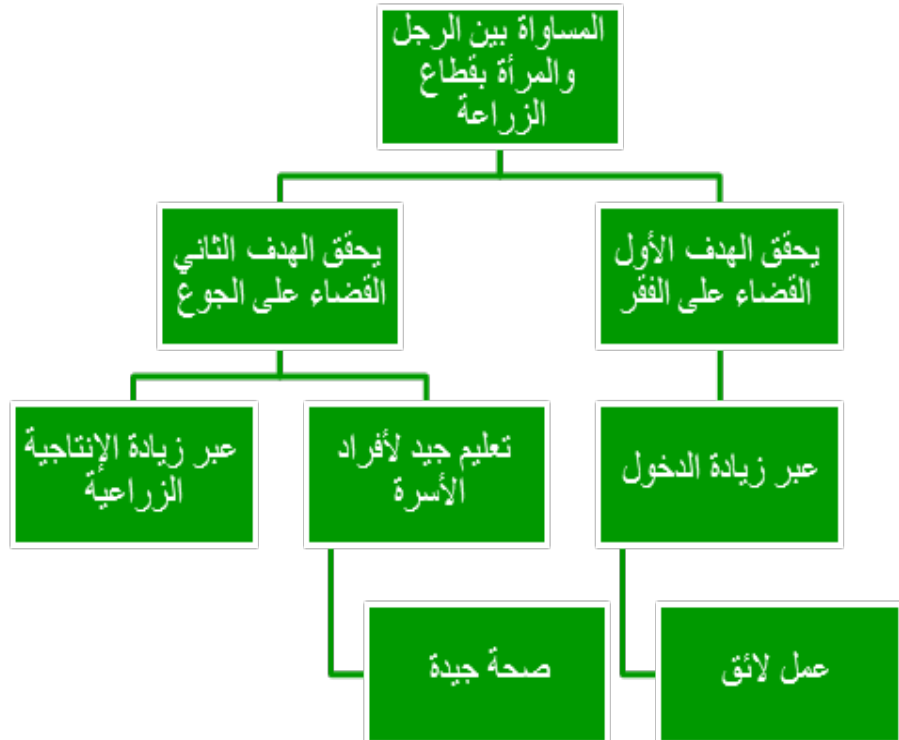 المساواة بين الرجل
والمرأة بقطاع
الزراعة
يحقق الهدف الأول
القضاء على الفقر
يحقق الهدف الثاني
القضاء على الجوع
عبر زيادة الدخول
تعليم جيد لأفراد
الأسرة
عبر زيادة الإنتاجية
الزراعية
عمل لائق
صحة جيدة